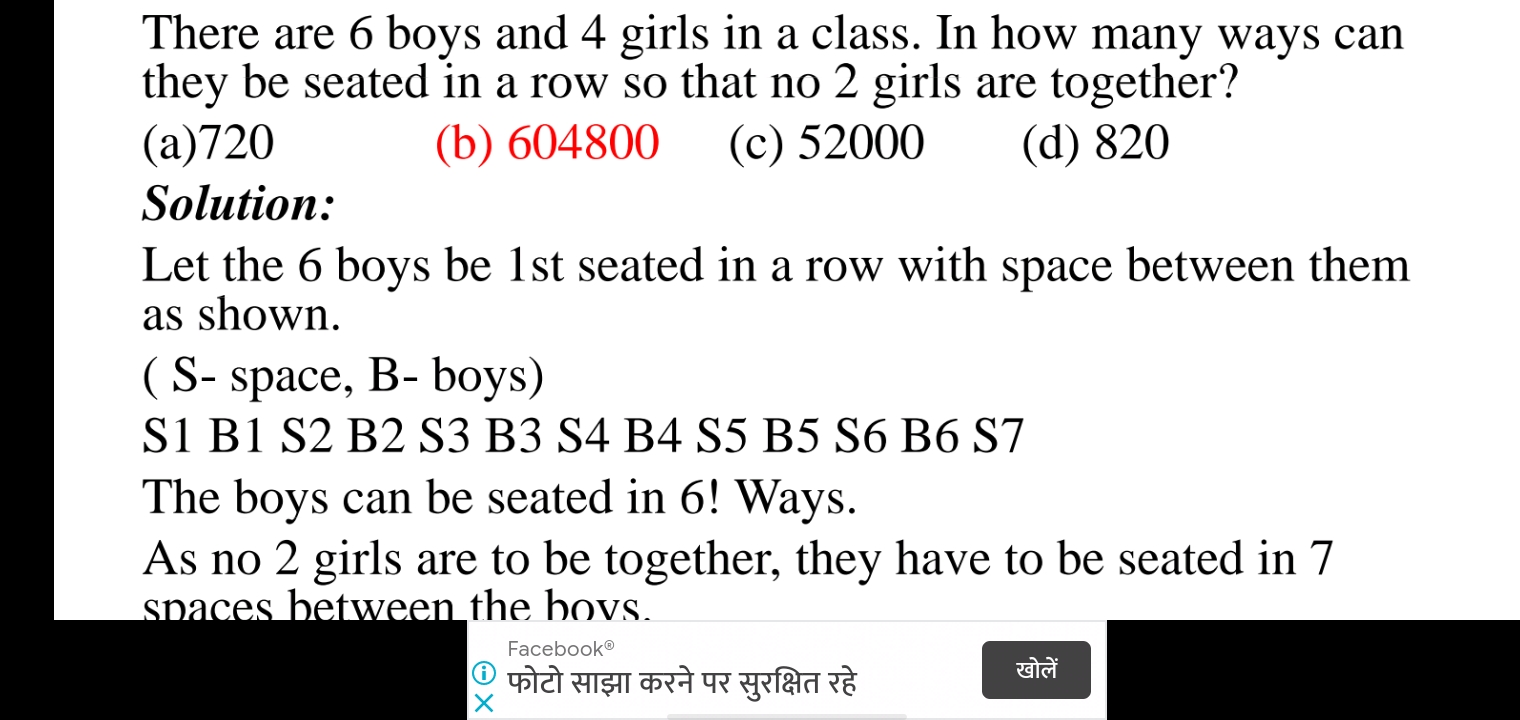 There are 6 boys and 4 girls in a class. In how many ways can
they be seated in a row so that no 2 girls are together?
(a)720 (b) 604800 (c) 52000 (d) 820
Solution:
Let the 6 boys be 1st seated in a row with space between them
as shown.
( S- space, B- boys)
S1 B1 S2 B2 S3 B3 S4 B4 S5 B5 S6 B6 S7
The boys can be seated in 6! Ways.
As no 2 girls are to be together, they have to be seated in 7
spaces between the boys.
Facebook®
फोटो साझा करने पर सुरक्षित रहे
खोलें